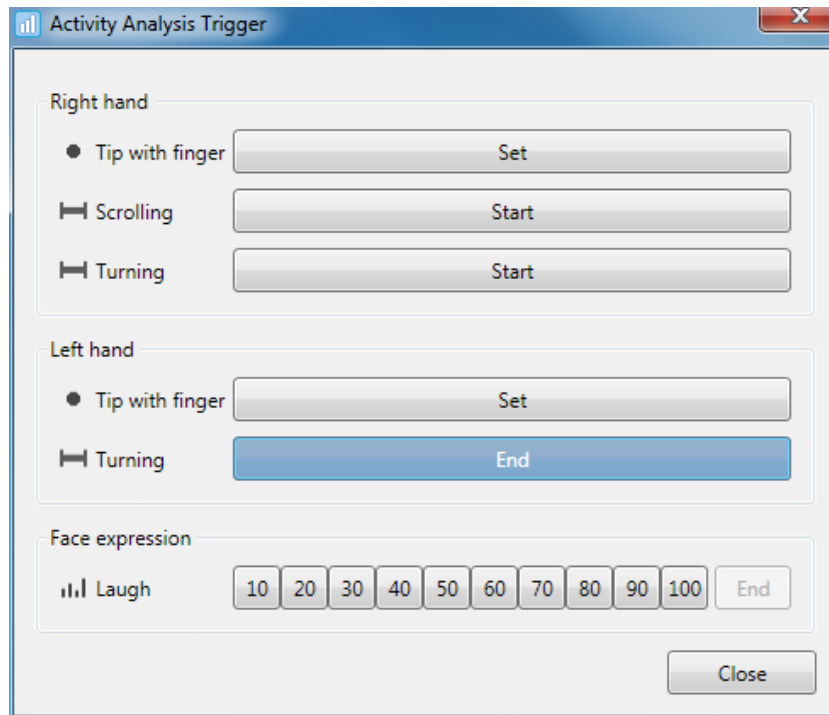 Activity Analysis Trigger
Right hand
Tip with finger Set
Scrolling Start
Turning Start
Left hand
Tip with finger Set
Turning End
Face expression
Laugh 10 20 30 40 50 60 70 80 90 100 End
Close